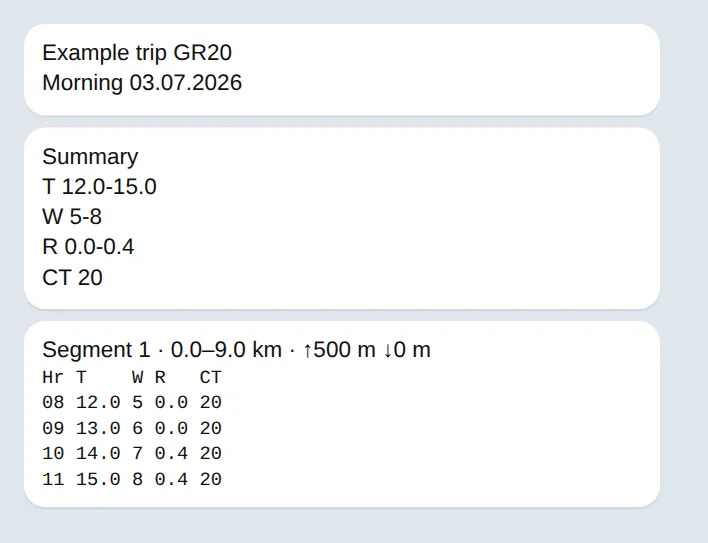 Example trip GR20
Morning 03.07.2026
Summary
T 12.0-15.0
W 5-8
R 0.0-0.4
CT 20
Segment 1 · 0.0–9.0 km · ↑500 m ↓0 m
Hr T    W R   CT
08 12.0 5 0.0 20
09 13.0 6 0.0 20
10 14.0 7 0.4 20
11 15.0 8 0.4 20